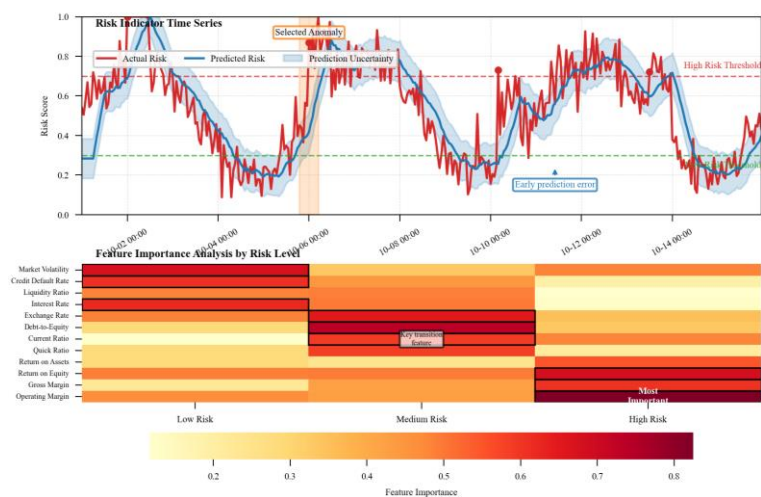 Risk Indicator Time Series
Selected Anomaly
Actual Risk
Predicted Risk
Prediction Uncertainty
High Risk Threshold
Early prediction error
Risk Score
1.0
0.8
0.6
0.4
0.2
0.0
10-02 00:00
10-04 00:00
10-06 00:00
10-08 00:00
10-10 00:00
10-12 00:00
10-14 00:00
Feature Importance Analysis by Risk Level
Market Volatility
Credit Default Rate
Liquidity Ratio
Interest Rate
Exchange Rate
Debt-to-Equity
Current Ratio
Quick Ratio
Return on Assets
Return on Equity
Gross Margin
Operating Margin
Key transition
feature
Most
Important
Low Risk
Medium Risk
High Risk
0.2
0.3
0.4
0.5
0.6
0.7
0.8
Feature Importance